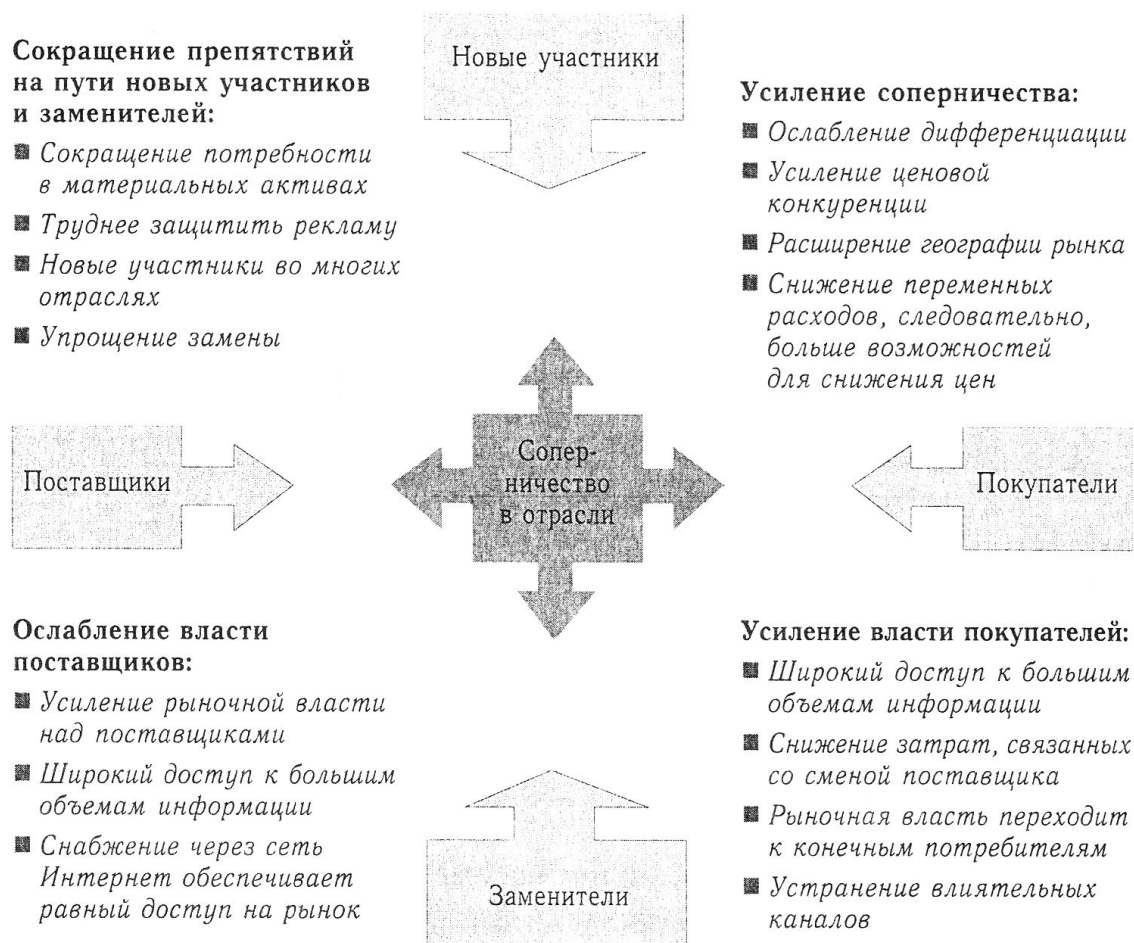 Новые участники
Сокращение препятствий
на пути новых участников
и заменителей:
Сокращение потребности
в материальных активах
Труднее защитить рекламу
Новые участники во многих
отраслях
Упрощение замены
Усиление соперничества:
Ослабление дифференциации
Усиление ценовой
конкуренции
Расширение географии рынка
Снижение переменных
расходов, следовательно,
больше возможностей
для снижения цен
Поставщики
Сопер-
ничество
в отрасли
Покупатели
Ослабление власти
поставщиков:
Усиление рыночной власти
над поставщиками
Широкий доступ к большим
объемам информации
Снабжение через сеть
Интернет обеспечивает
равный доступ на рынок
Усиление власти покупателей:
Широкий доступ к большим
объемам информации
Снижение затрат, связанных
со сменой поставщика
Рыночная власть переходит
к конечным потребителям
Устранение влиятельных
каналов
Заменители